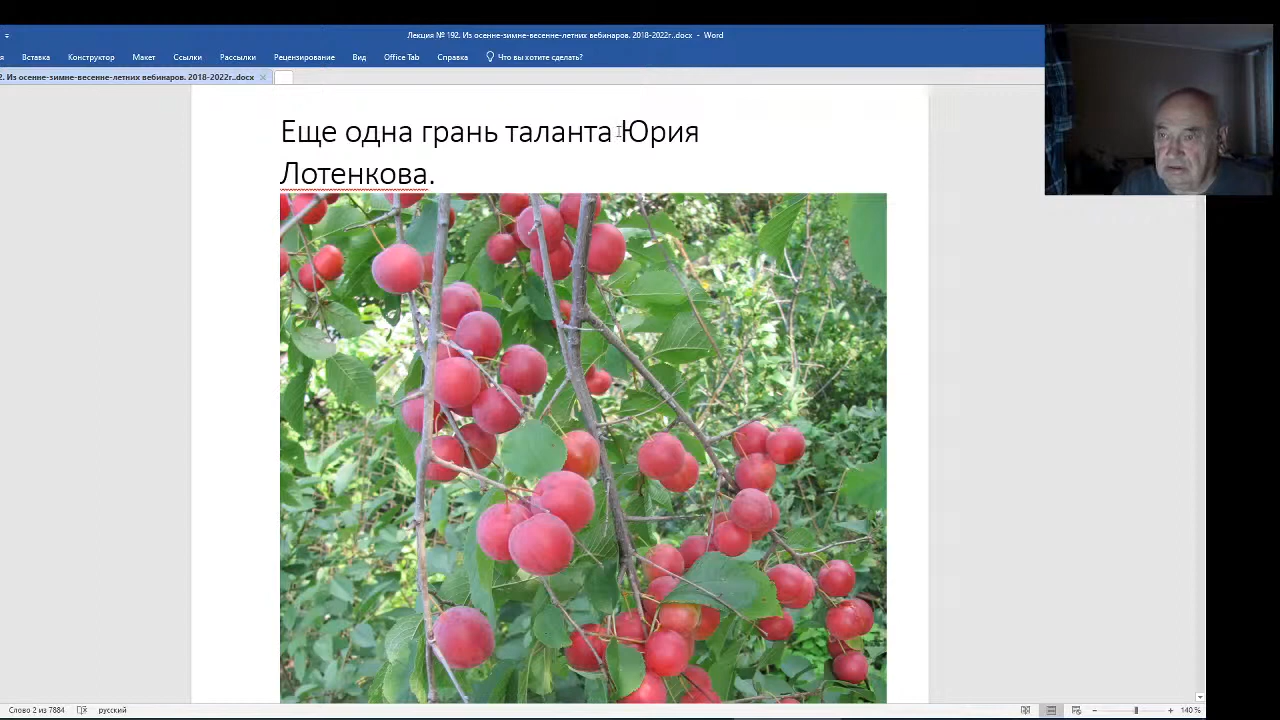 Лекция № 192. Из осенне-зимне-весенне-летних вебинаров. 2018-2022г..docx - Word
я Вставка Конструктор Макет Ссылки Рассылки Рецензирование Вид Office Tab Справка Что вы хотите сделать?
2. Из осенне-зимне-весенне-летних вебинаров. 2018-2022г..docx
Еще одна грань таланта Юрия
Лотенкова.
Слово 2 из 7884 русский 140 %